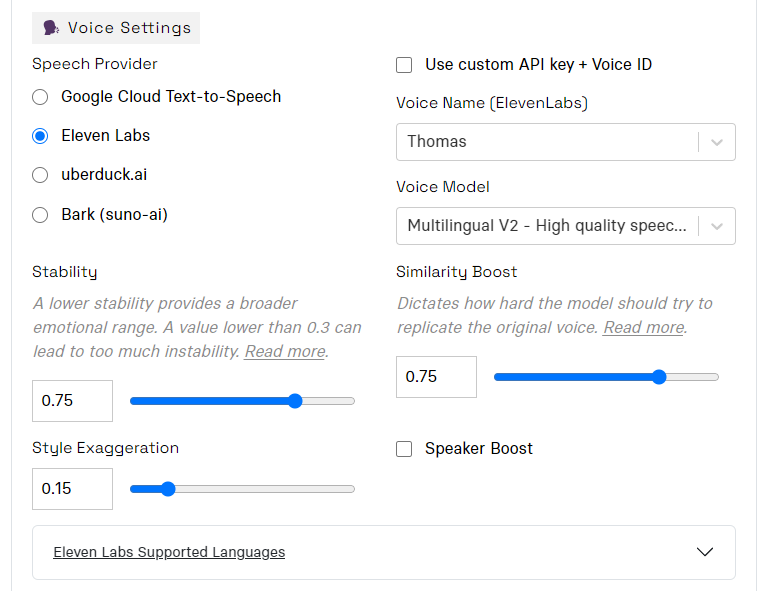 Voice Settings
Speech Provider
Google Cloud Text-to-Speech
Eleven Labs
uberduck.ai
Bark (suno-ai)
Use custom API key + Voice ID
Voice Name (ElevenLabs)
Thomas
Voice Model
Multilingual V2 - High quality speec...
Stability
A lower stability provides a broader
emotional range. A value lower than 0.3 can
lead to too much instability. Read more.
0.75
Similarity Boost
Dictates how hard the model should try to
replicate the original voice. Read more.
0.75
Style Exaggeration
0.15
Speaker Boost
Eleven Labs Supported Languages